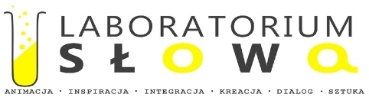 LABORATORIUM
SŁOWA
ANIMACJA · INSPIRACJA · INTEGRACJA · KREACJA · DIALOG · SZTUKA